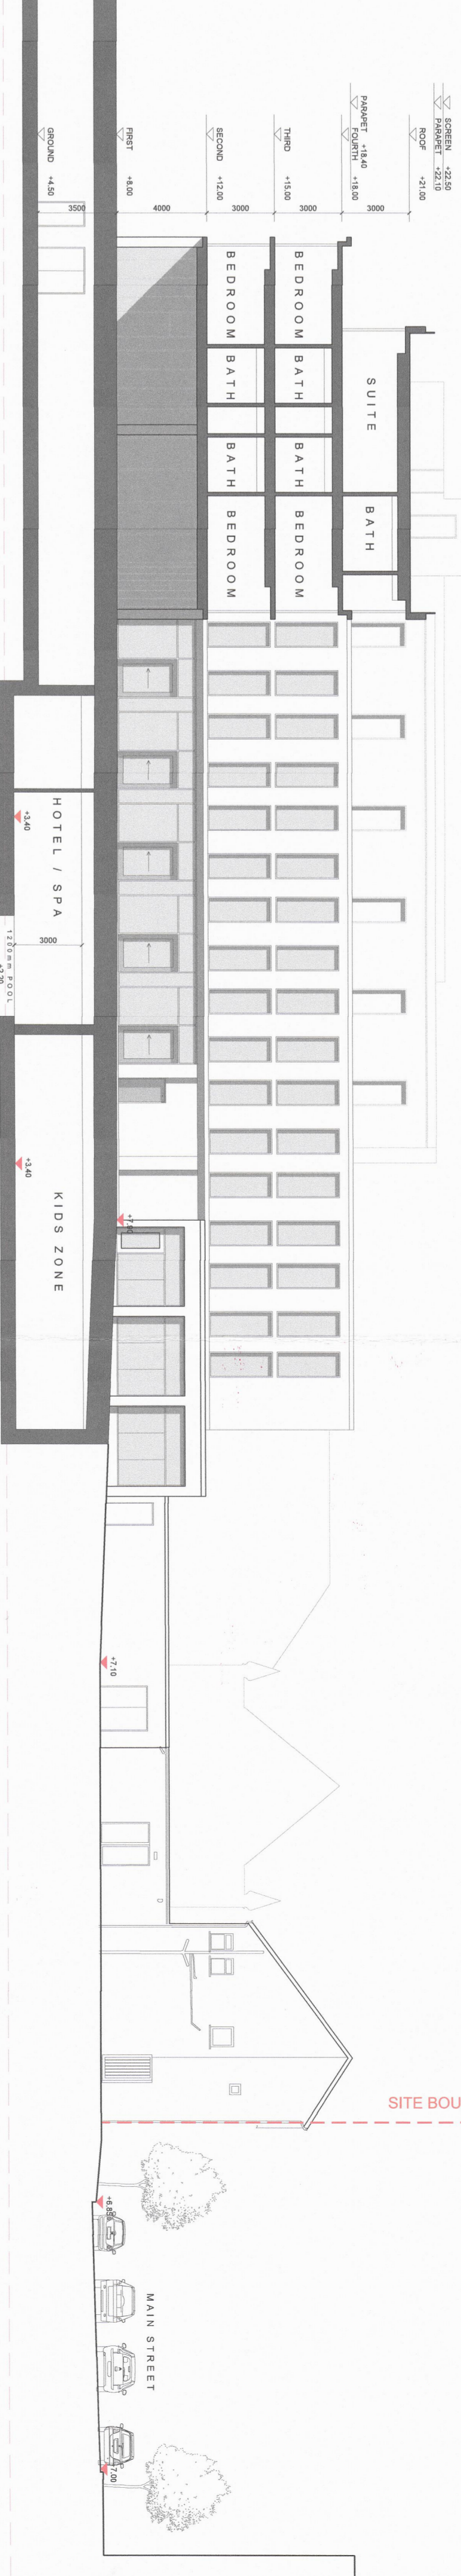 SCREEN +22.50
PARAPET +22.10
ROOF +21.00
PARAPET +18.40
FOURTH +18.00
THIRD +15.00
SECOND +12.00
FIRST +8.00
GROUND +4.50
3000
3000
3000
4000
3500
SUITE
BATH
BEDROOM
BATH
BATH
BEDROOM
BEDROOM
BATH
BATH
BEDROOM
HOTEL / SPA
+3.40
3000
1200mm POOL
KIDS ZONE
+3.40
+7.10
SITE BOU
MAIN STREET
+6.85